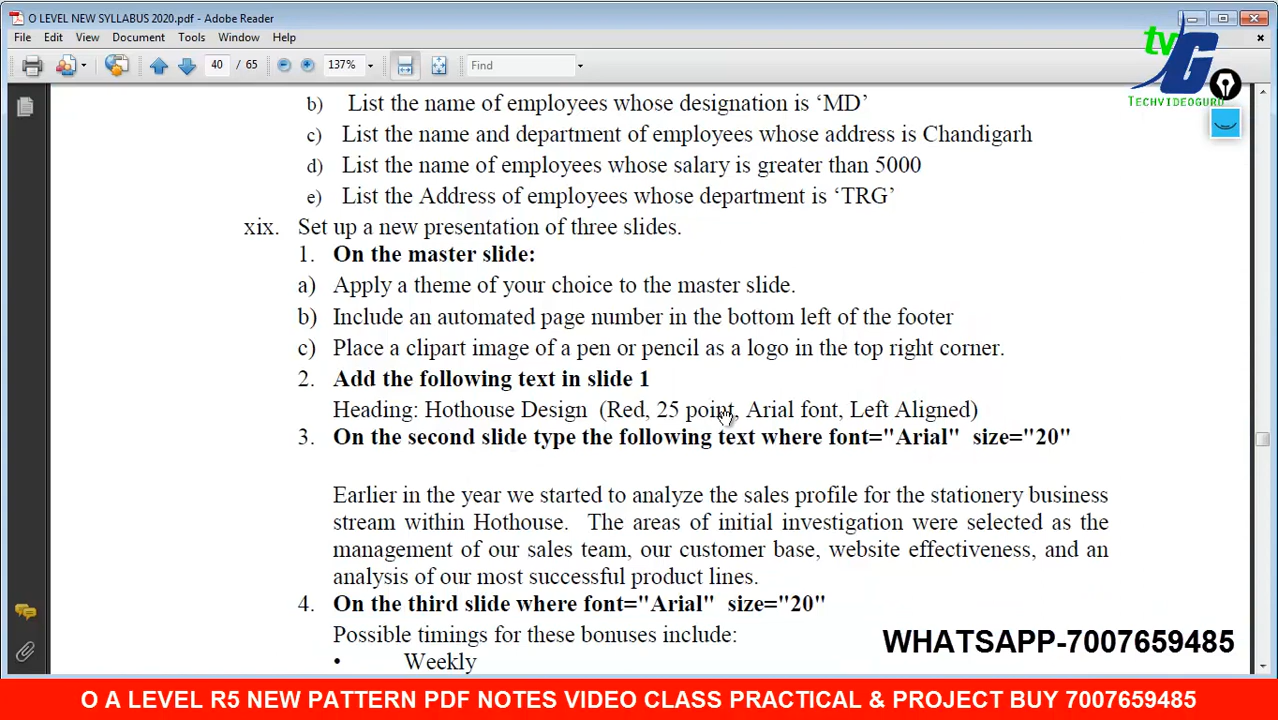 O LEVEL NEW SYLLABUS 2020.pdf - Adobe Reader
File Edit View Document Tools Window Help
40 / 65 137% Find
tv G
TECHVIDEOGURU
b) List the name of employees whose designation is ‘MD’
c) List the name and department of employees whose address is Chandigarh
d) List the name of employees whose salary is greater than 5000
e) List the Address of employees whose department is ‘TRG’
xix. Set up a new presentation of three slides.
1. On the master slide:
a) Apply a theme of your choice to the master slide.
b) Include an automated page number in the bottom left of the footer
c) Place a clipart image of a pen or pencil as a logo in the top right corner.
2. Add the following text in slide 1
Heading: Hothouse Design (Red, 25 point, Arial font, Left Aligned)
3. On the second slide type the following text where font="Arial" size="20"
Earlier in the year we started to analyze the sales profile for the stationery business
stream within Hothouse. The areas of initial investigation were selected as the
management of our sales team, our customer base, website effectiveness, and an
analysis of our most successful product lines.
4. On the third slide where font="Arial" size="20"
Possible timings for these bonuses include:
• Weekly
WHATSAPP-7007659485
O A LEVEL R5 NEW PATTERN PDF NOTES VIDEO CLASS PRACTICAL & PROJECT BUY 7007659485